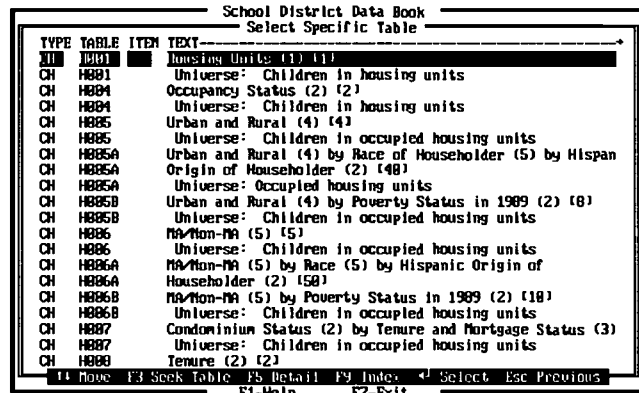 School District Data Book
Select Specific Table
TYPE TABLE ITEM TEXT
CH H001 Housing Units (1) [1]
CH H001 Universe: Children in housing units
CH H004 Occupancy Status (2) [2]
CH H004 Universe: Children in housing units
CH H005 Urban and Rural (4) [4]
CH H005 Universe: Children in occupied housing units
CH H005A Urban and Rural (4) by Race of Householder (5) by Hispan
CH H005A Origin of Householder (2) [40]
CH H005A Universe: Occupied housing units
CH H005B Urban and Rural (4) by Poverty Status in 1989 (2) [8]
CH H005B Universe: Children in occupied housing units
CH H006 MA/Non-MA (5) [5]
CH H006 Universe: Children in occupied housing units
CH H006A MA/Non-MA (5) by Race (5) by Hispanic Origin of
CH H006A Householder (2) [50]
CH H006B MA/Non-MA (5) by Poverty Status in 1989 (2) [10]
CH H006B Universe: Children in occupied housing units
CH H007 Condominium Status (2) by Tenure and Mortgage Status (3)
CH H007 Universe: Children in occupied housing units
CH H008 Tenure (2) [2]
↑↓ Move F3 Seek Table F5 Detail F9 Index ↵ Select Esc Previous
F1-Help F2-Exit